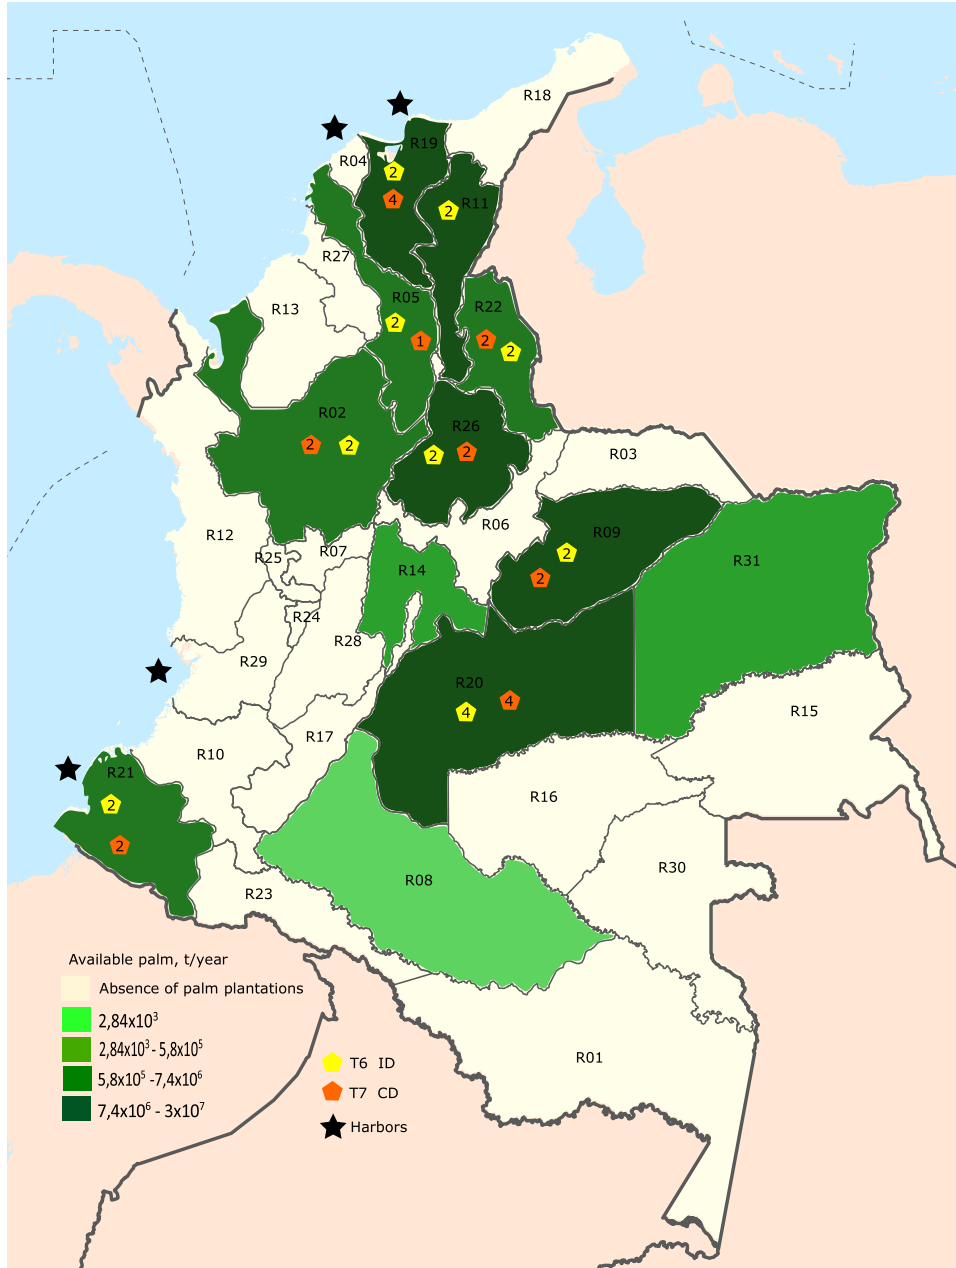 R18
R19
R04
2
4
R11
2
R27
R05
R13
R22
2
1
2
2
R02
R26
2
2
2
2
R03
R06
R12
R09
R07
R25
2
R31
R14
2
R24
R28
R29
R20
4
4
R15
R17
R10
R21
R16
2
2
R30
R08
R23
Available palm, t/year
Absence of palm plantations
2,84x10³
2,84x10³ - 5,8x10⁵
5,8x10⁵ -7,4x10⁶
7,4x10⁶ - 3x10⁷
R01
T6 ID
T7 CD
Harbors